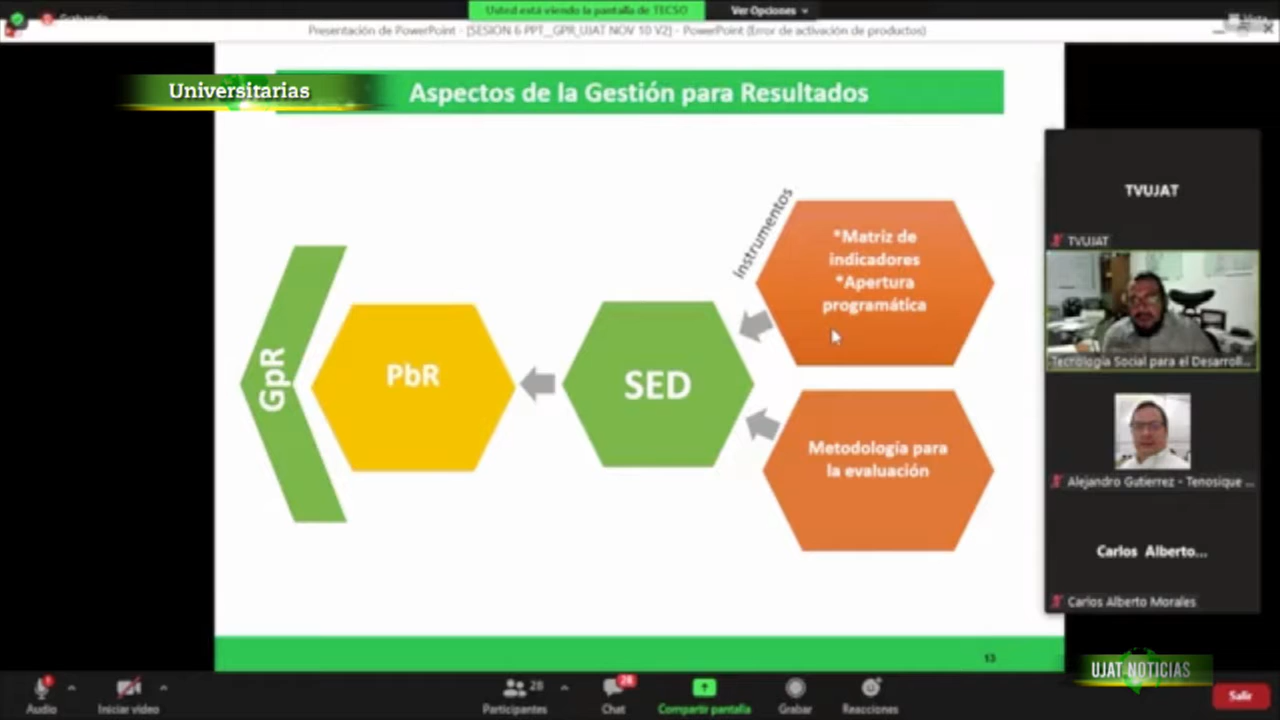 Usted está viendo la pantalla de TECSO
Ver Opciones
Grabando
Vista
Presentación de PowerPoint - [SESION 6 PPT_GPR_UJAT NOV 10 V2] - PowerPoint (Error de activación de productos)
Universitarias
Aspectos de la Gestión para Resultados
TVUJAT
TVUJAT
Instrumentos
*Matriz de
indicadores
*Apertura
programática
GpR
PbR
SED
Metodología para
la evaluación
Tecnología Social para el Desarroll...
Alejandro Gutierrez - Tenosique ...
Carlos Alberto...
Carlos Alberto Morales
13
UJAT NOTICIAS
Audio
Iniciar video
28
Participantes
28
Chat
Compartir pantalla
Grabar
Reacciones
Salir